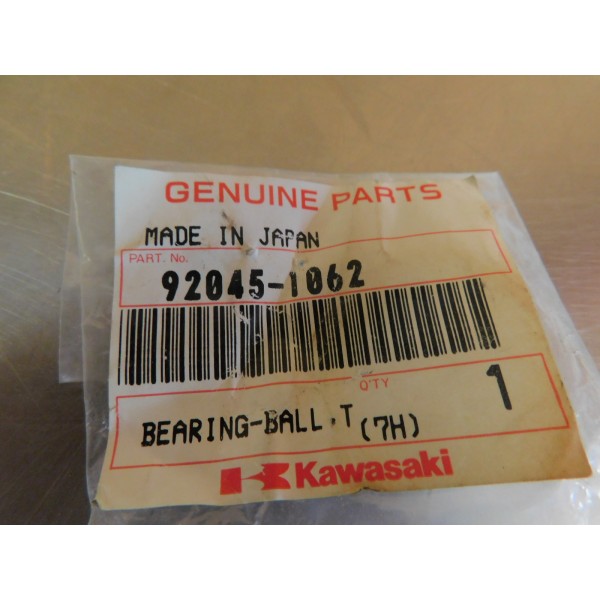 GENUINE PARTS
MADE IN JAPAN
PART. No.
92045-1062
Q'TY
1
BEARING-BALL,T (7H)
Kawasaki